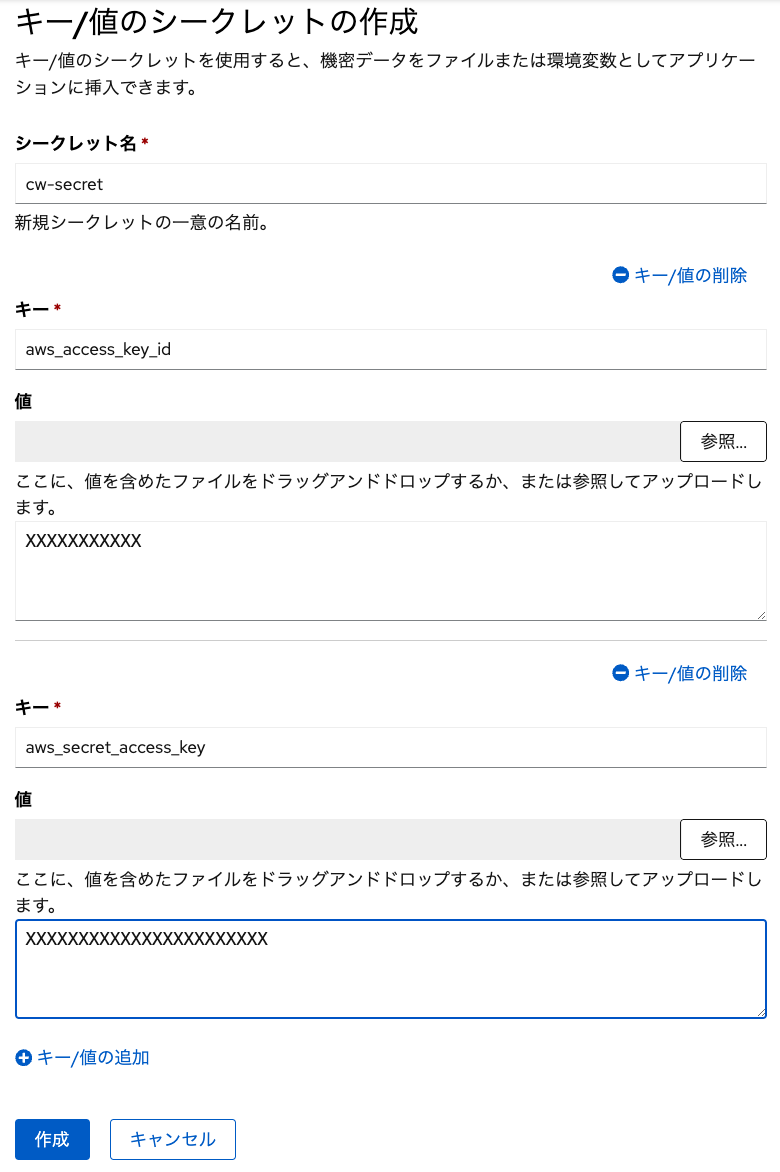 キー/値のシークレットの作成
キー/値のシークレットを使用すると、機密データをファイルまたは環境変数としてアプリケー
ションに挿入できます。
シークレット名 *
cw-secret
新規シークレットの一意の名前。
キー/値の削除
キー *
aws_access_key_id
値
参照...
ここに、値を含めたファイルをドラッグアンドドロップするか、または参照してアップロードし
ます。
XXXXXXXXXXX
キー/値の削除
キー *
aws_secret_access_key
値
参照...
ここに、値を含めたファイルをドラッグアンドドロップするか、または参照してアップロードし
ます。
XXXXXXXXXXXXXXXXXXXXXXX
キー/値の追加
作成 キャンセル